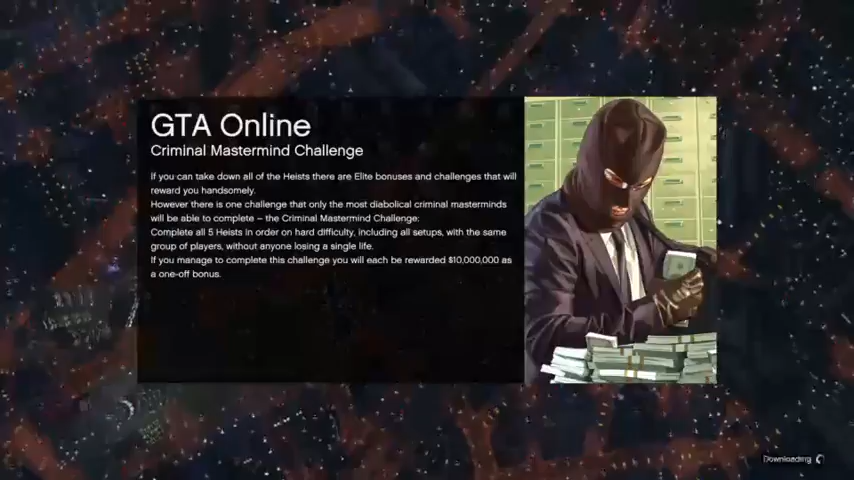 GTA Online
Criminal Mastermind Challenge
If you can take down all of the Heists there are Elite bonuses and challenges that will
reward you handsomely.
However there is one challenge that only the most diabolical criminal masterminds
will be able to complete – the Criminal Mastermind Challenge:
Complete all 5 Heists in order on hard difficulty, including all setups, with the same
group of players, without anyone losing a single life.
If you manage to complete this challenge you will each be rewarded $10,000,000 as
a one-off bonus.
Downloading